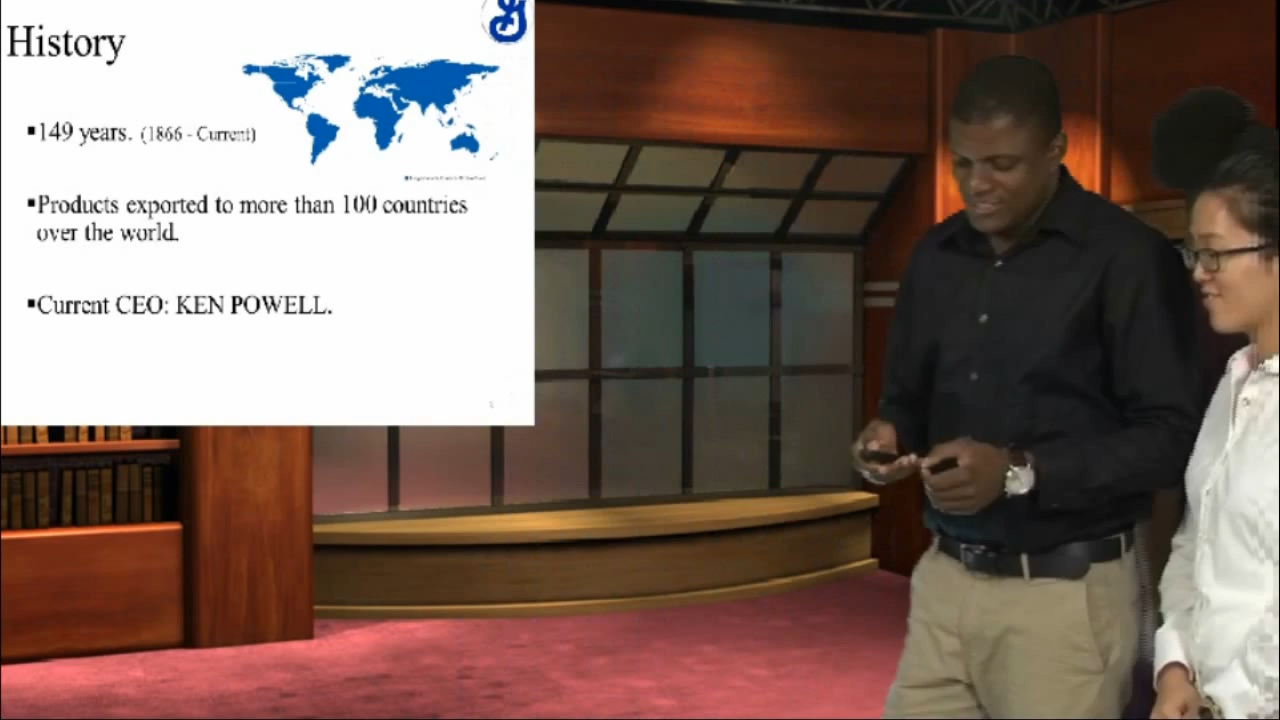 History
▪149 years. (1866 - Current)
▪Products exported to more than 100 countries
over the world.
▪Current CEO: KEN POWELL.